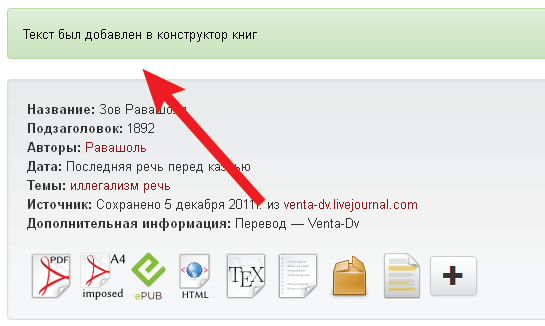 Текст был добавлен в конструктор книг
Название: Зов Равашоля
Подзаголовок: 1892
Авторы: Равашоль
Дата: Последняя речь перед казнью
Темы: иллегализм речь
Источник: Сохранено 5 декабря 2011г. из venta-dv.livejournal.com
Дополнительная информация: Перевод — Venta-Dv
PDF
A4
imposed
ePUB
HTML
TEX